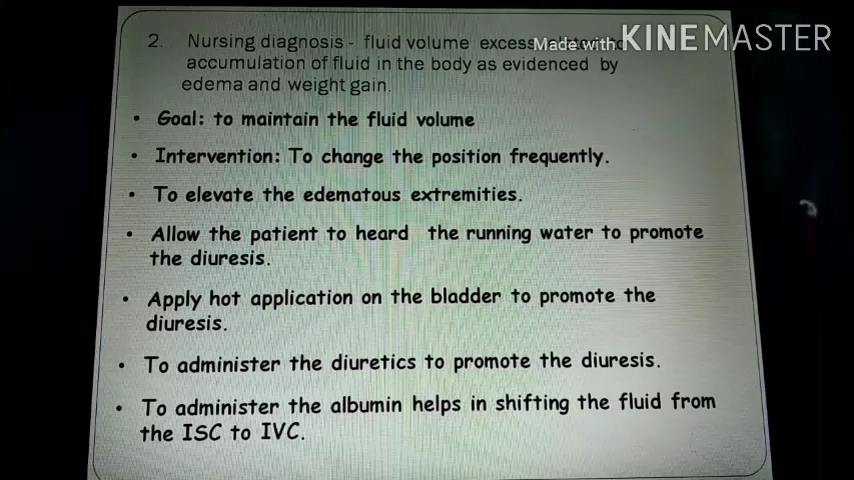 2. Nursing diagnosis - fluid volume excess
Made with KINEMASTER
accumulation of fluid in the body as evidenced by
edema and weight gain.
• Goal: to maintain the fluid volume
• Intervention: To change the position frequently.
• To elevate the edematous extremities.
• Allow the patient to heard the running water to promote
the diuresis.
• Apply hot application on the bladder to promote the
diuresis.
• To administer the diuretics to promote the diuresis.
• To administer the albumin helps in shifting the fluid from
the ISC to IVC.